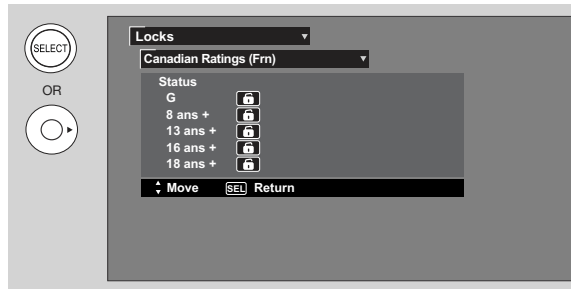 SELECT
OR
Locks
Canadian Ratings (Frn)
Status
G
8 ans +
13 ans +
16 ans +
18 ans +
Move SEL Return